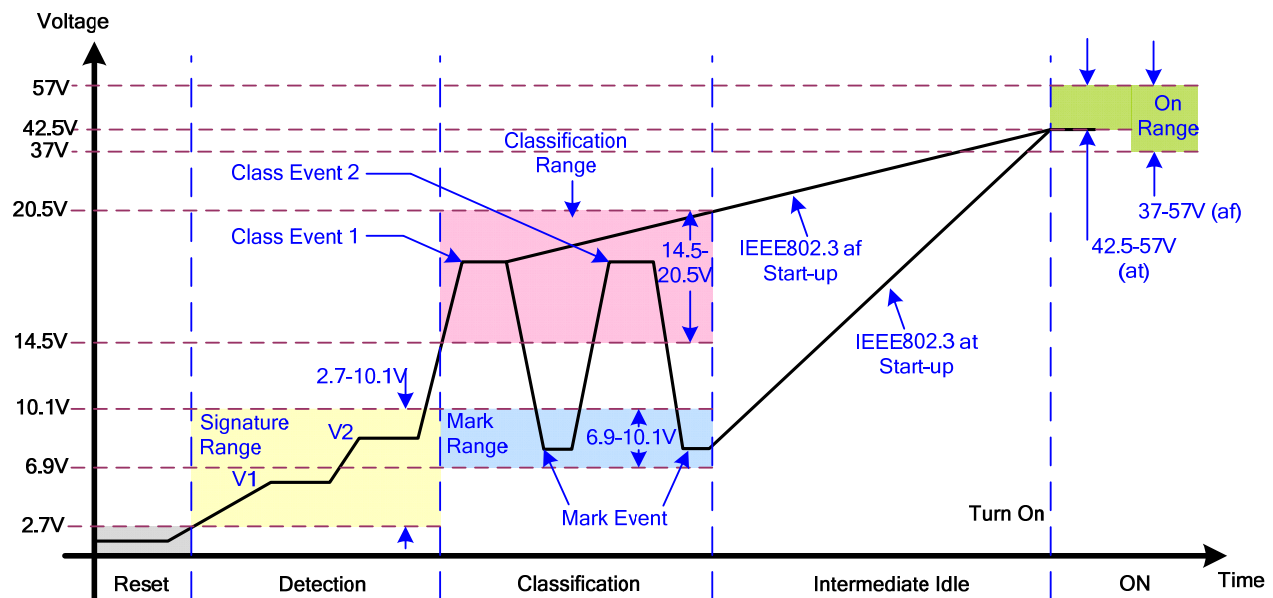 Voltage
57V
42.5V
37V
20.5V
14.5V
10.1V
6.9V
2.7V
On
Range
37-57V (af)
42.5-57V
(at)
Classification
Range
Class Event 2
Class Event 1
14.5-
20.5V
IEEE802.3 af
Start-up
IEEE802.3 at
Start-up
2.7-10.1V
Signature
Range
V2
V1
Mark
Range
6.9-10.1V
Mark Event
Turn On
Reset
Detection
Classification
Intermediate Idle
ON
Time